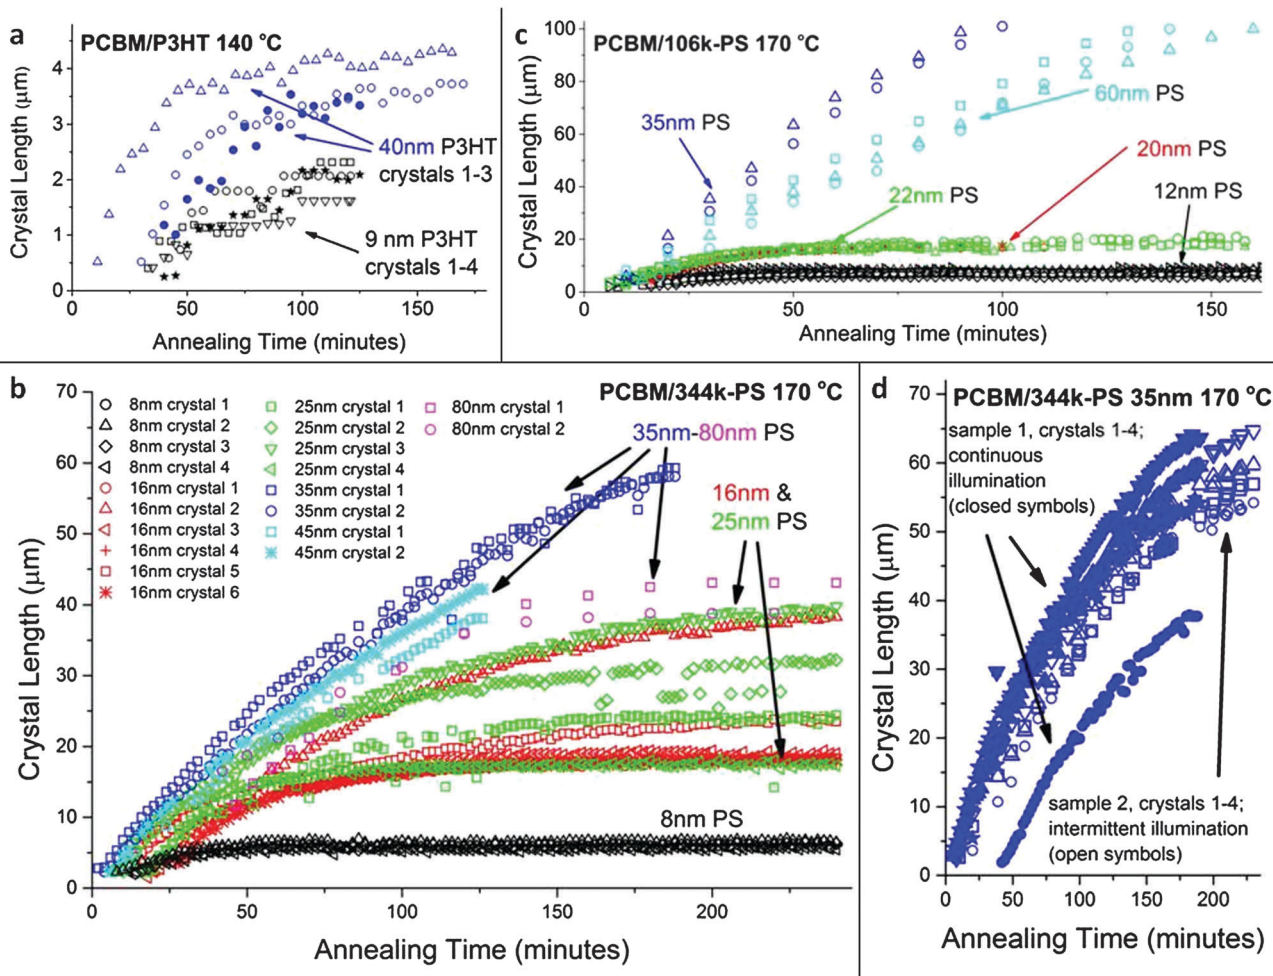 a
PCBM/P3HT 140 °C
4
3
2
1
0
0
50
100
150
Crystal Length (μm)
Annealing Time (minutes)
40nm P3HT
crystals 1-3
9 nm P3HT
crystals 1-4
c
PCBM/106k-PS 170 °C
100
80
60
40
20
0
0
50
100
150
Crystal Length (μm)
Annealing Time (minutes)
35nm PS
60nm PS
20nm PS
22nm PS
12nm PS
b
PCBM/344k-PS 170 °C
70
60
50
40
30
20
10
0
0
50
100
150
200
Crystal Length (μm)
Annealing Time (minutes)
8nm crystal 1
8nm crystal 2
8nm crystal 3
8nm crystal 4
16nm crystal 1
16nm crystal 2
16nm crystal 3
16nm crystal 4
16nm crystal 5
16nm crystal 6
25nm crystal 1
25nm crystal 2
25nm crystal 3
25nm crystal 4
35nm crystal 1
35nm crystal 2
45nm crystal 1
45nm crystal 2
80nm crystal 1
80nm crystal 2
35nm-80nm PS
16nm &
25nm PS
8nm PS
d
PCBM/344k-PS 35nm 170 °C
70
60
50
40
30
20
10
0
0
50
100
150
200
Crystal Length (μm)
Annealing Time (minutes)
sample 1, crystals 1-4;
continuous
illumination
(closed symbols)
sample 2, crystals 1-4;
intermittent illumination
(open symbols)